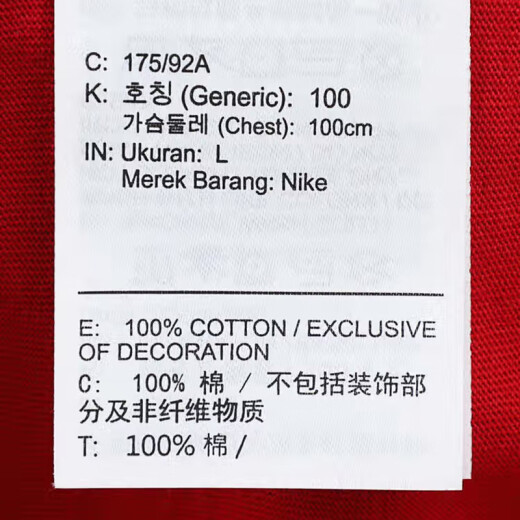 C: 175/92A
K: 호칭 (Generic): 100
가슴둘레 (Chest): 100cm
IN: Ukuran: L
Merek Barang: Nike
E: 100% COTTON / EXCLUSIVE
OF DECORATION
C: 100% 棉 / 不包括装饰部
分及非纤维物质
T: 100% 棉 /